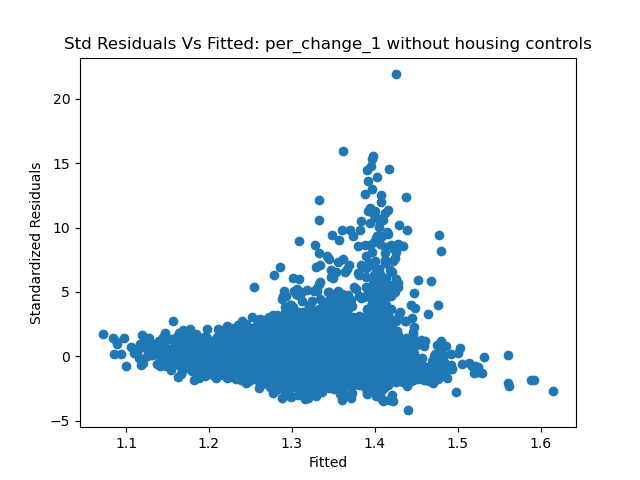 Std Residuals Vs Fitted: per_change_1 without housing controls
20
15
10
5
0
−5
Standardized Residuals
1.1 1.2 1.3 1.4 1.5 1.6
Fitted